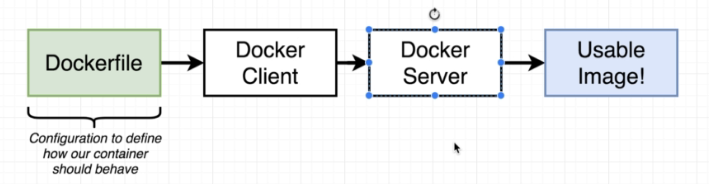 Dockerfile
Docker
Client
Docker
Server
Usable
Image!
Configuration to define
how our container
should behave